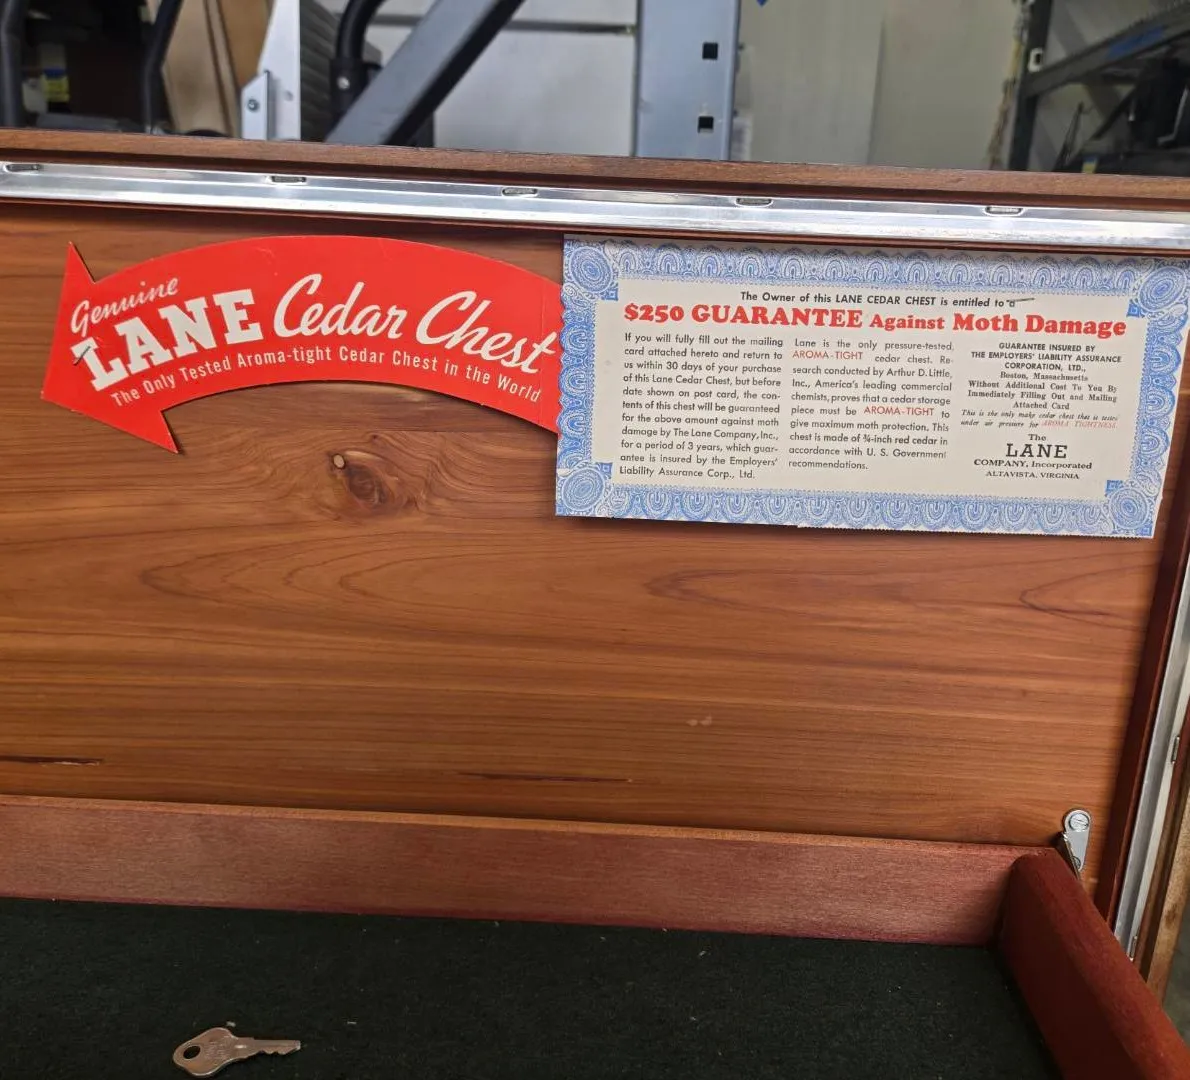 Genuine
LANE Cedar Chest
The Only Tested Aroma-tight Cedar Chest in the World
The Owner of this LANE CEDAR CHEST is entitled to a
$250 GUARANTEE Against Moth Damage
If you will fully fill out the mailing
card attached hereto and return to
us within 30 days of your purchase
of this Lane Cedar Chest, but before
date shown on post card, the con-
tents of this chest will be guaranteed
for the above amount against moth
damage by The Lane Company, Inc.,
for a period of 3 years, which guar-
antee is insured by the Employers'
Liability Assurance Corp., Ltd.
Lane is the only pressure-tested,
AROMA-TIGHT cedar chest. Re-
search conducted by Arthur D. Little,
Inc., America's leading commercial
chemists, proves that a cedar storage
piece must be AROMA-TIGHT to
give maximum moth protection. This
chest is made of ¾-inch red cedar in
accordance with U. S. Government
recommendations.
GUARANTEE INSURED BY
THE EMPLOYERS' LIABILITY ASSURANCE
CORPORATION, LTD.,
Boston, Massachusetts
Without Additional Cost To You By
Immediately Filling Out and Mailing
Attached Card
This is the only make cedar chest that is tested
under air pressure for AROMA TIGHTNESS.
The
LANE
COMPANY, Incorporated
ALTAVISTA, VIRGINIA